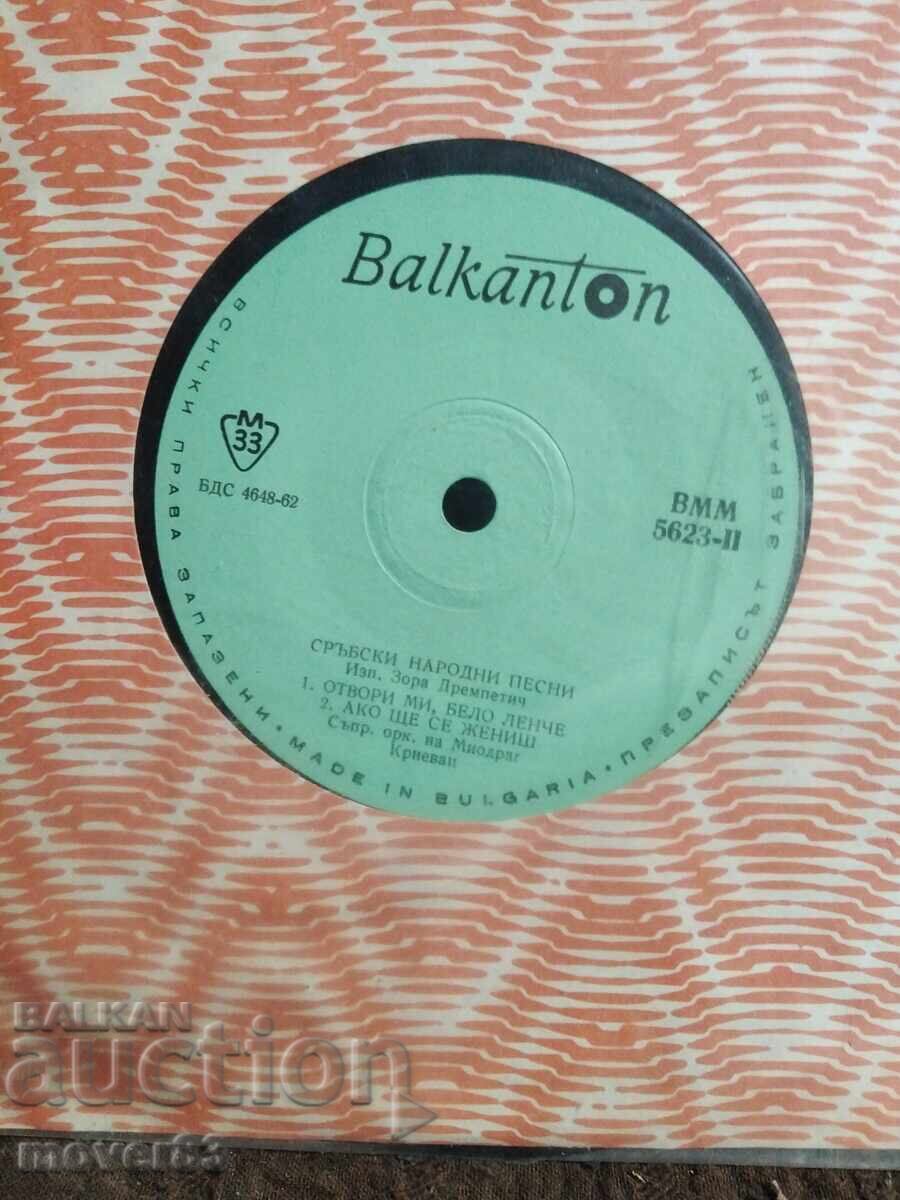 Balkanton
M
33
БДС 4648-62
ВММ
5623-II
СРЪБСКИ НАРОДНИ ПЕСНИ
Изп. Зора Дремпетич
1. ОТВОРИ МИ, БЕЛО ЛЕНЧЕ
2. АКО ЩЕ СЕ ЖЕНИШ
Съпр. орк. на Миодраг
Криевац
ВСИЧКИ ПРАВА ЗАПАЗЕНИ • MADE IN BULGARIA • ПРЕЗАПИСЪТ ЗАБРАНЕН
BALKAN
auction
mover63